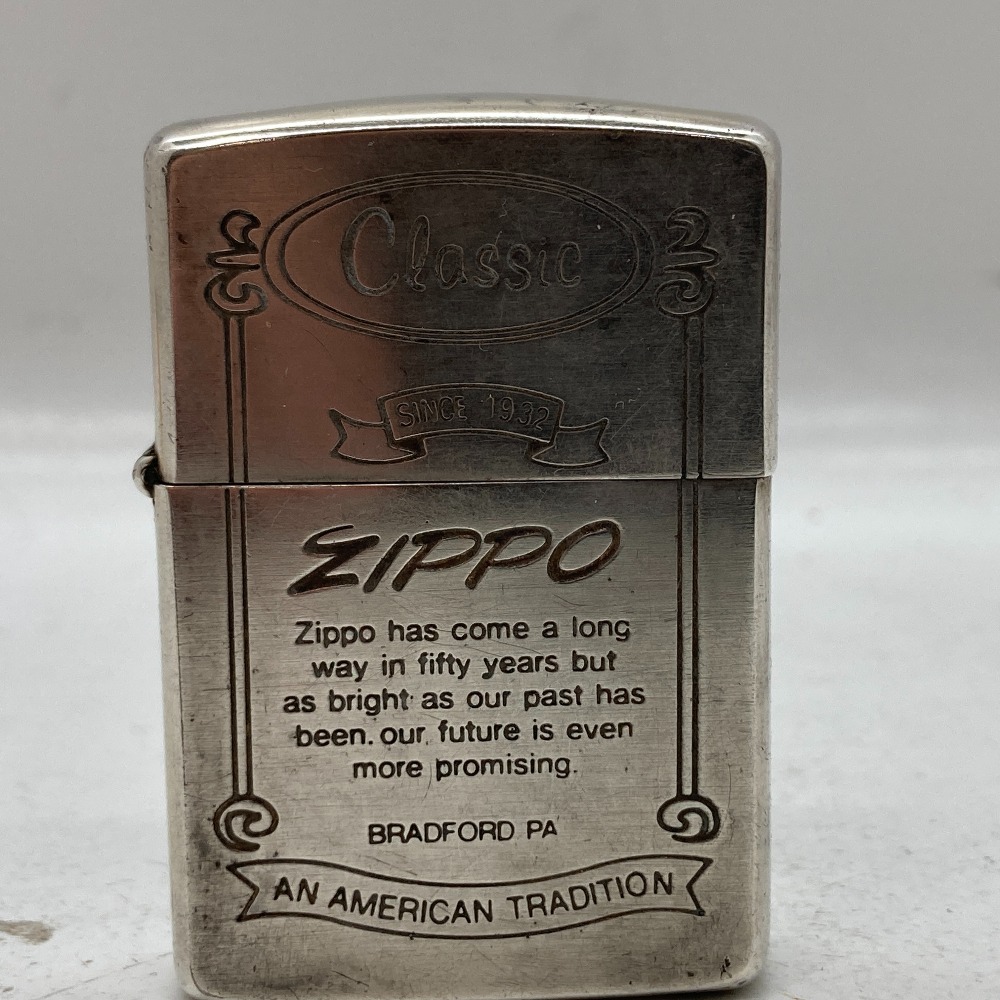 Classic
SINCE 1932
ZIPPO
Zippo has come a long
way in fifty years but
as bright as our past has
been. our future is even
more promising.
BRADFORD PA
AN AMERICAN TRADITION